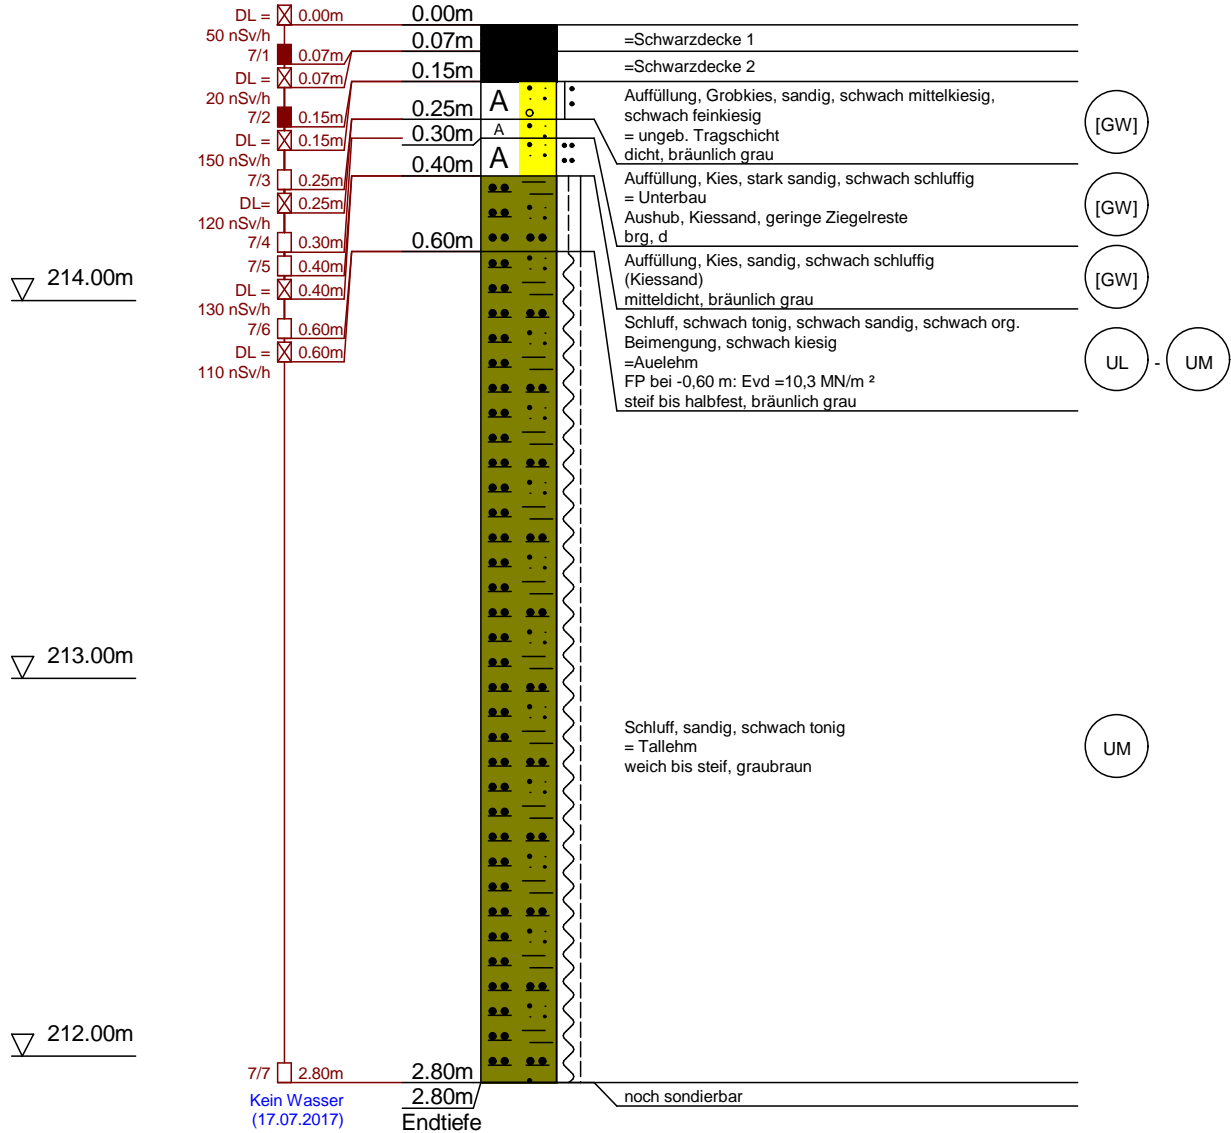 DL = 0.00m
50 nSv/h
7/1 0.07m
DL = 0.07m
20 nSv/h
7/2 0.15m
DL = 0.15m
150 nSv/h
7/3 0.25m
DL= 0.25m
120 nSv/h
7/4 0.30m
7/5 0.40m
DL = 0.40m
130 nSv/h
7/6 0.60m
DL = 0.60m
110 nSv/h
7/7 2.80m
Kein Wasser
(17.07.2017)
214.00m
213.00m
212.00m
0.00m
0.07m
0.15m
0.25m
0.30m
0.40m
0.60m
2.80m
2.80m
Endtiefe
A
A
A
=Schwarzdecke 1
=Schwarzdecke 2
Auffüllung, Grobkies, sandig, schwach mittelkiesig,
schwach feinkiesig
= ungeb. Tragschicht
dicht, bräunlich grau
[GW]
Auffüllung, Kies, stark sandig, schwach schluffig
= Unterbau
Aushub, Kiessand, geringe Ziegelreste
brg, d
[GW]
Auffüllung, Kies, sandig, schwach schluffig
(Kiessand)
mitteldicht, bräunlich grau
[GW]
Schluff, schwach tonig, schwach sandig, schwach org.
Beimengung, schwach kiesig
=Auelehm
FP bei -0,60 m: Evd =10,3 MN/m ²
steif bis halbfest, bräunlich grau
UL - UM
Schluff, sandig, schwach tonig
= Tallehm
weich bis steif, graubraun
UM
noch sondierbar